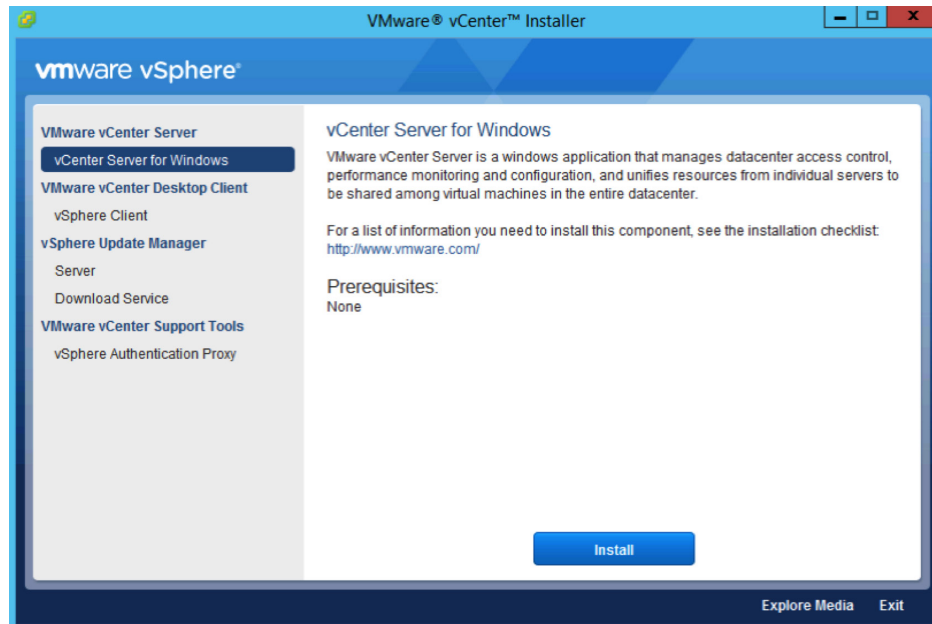 VMware® vCenter™ Installer
vmware vSphere®
VMware vCenter Server
vCenter Server for Windows
VMware vCenter Desktop Client
vSphere Client
vSphere Update Manager
Server
Download Service
VMware vCenter Support Tools
vSphere Authentication Proxy
vCenter Server for Windows
VMware vCenter Server is a windows application that manages datacenter access control,
performance monitoring and configuration, and unifies resources from individual servers to
be shared among virtual machines in the entire datacenter.
For a list of information you need to install this component, see the installation checklist:
http://www.vmware.com/
Prerequisites:
None
Install
Explore Media Exit